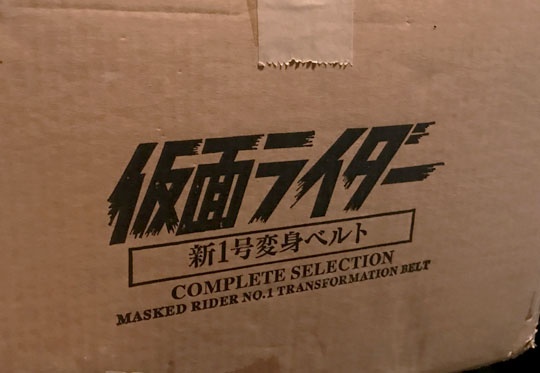 仮面ライダー
新1号変身ベルト
COMPLETE SELECTION
MASKED RIDER NO.1 TRANSFORMATION BELT